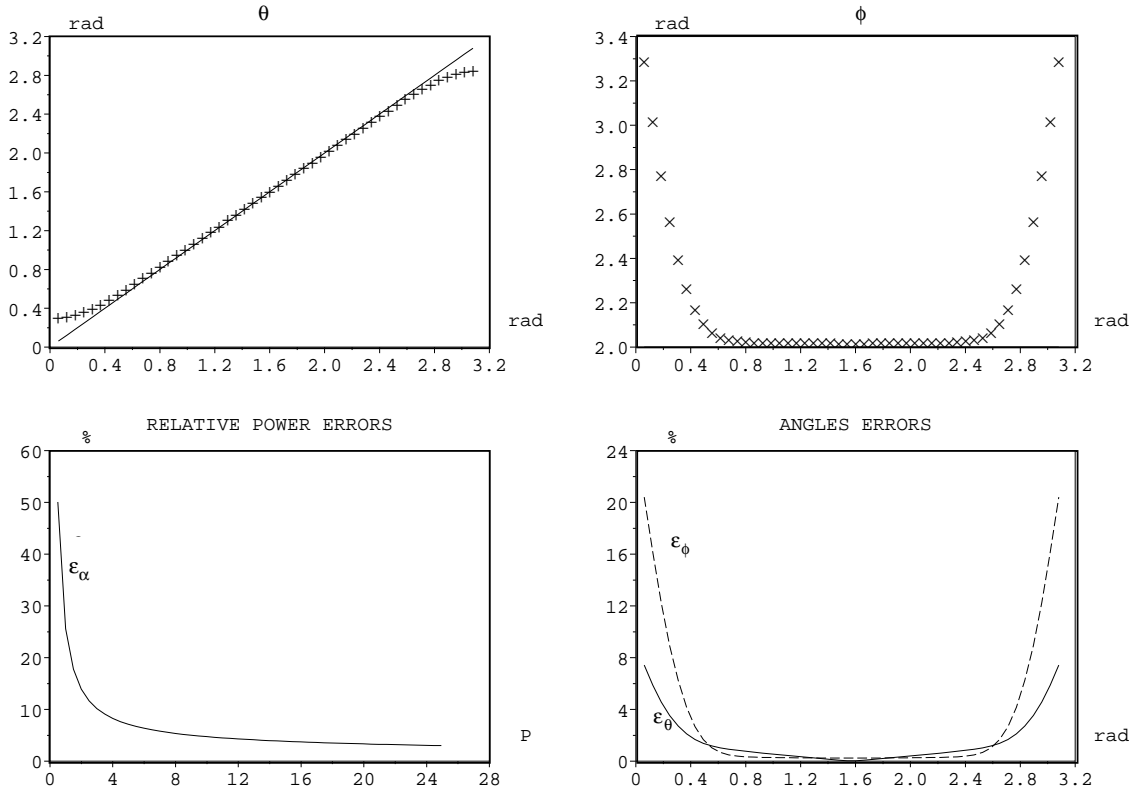 θ
rad
3.2
2.8
2.4
2.0
1.6
1.2
0.8
0.4
0
0 0.4 0.8 1.2 1.6 2.0 2.4 2.8 3.2
rad
ϕ
rad
3.4
3.2
3.0
2.8
2.6
2.4
2.2
2.0
0 0.4 0.8 1.2 1.6 2.0 2.4 2.8 3.2
rad
RELATIVE POWER ERRORS
%
60
50
40
30
20
10
0
ε_α
0 4 8 12 16 20 24 28
P
ANGLES ERRORS
%
24
20
16
12
8
4
0
ε_ϕ
ε_θ
0 0.4 0.8 1.2 1.6 2.0 2.4 2.8 3.2
rad